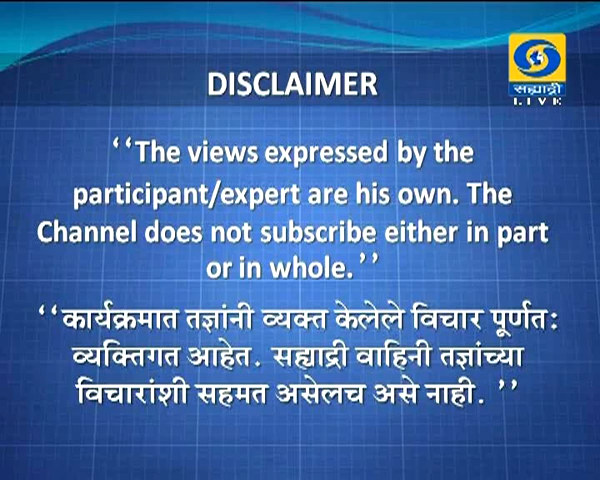 सह्याद्री
LIVE
DISCLAIMER
‘‘The views expressed by the
participant/expert are his own. The
Channel does not subscribe either in part
or in whole.’’
‘‘कार्यक्रमात तज्ञांनी व्यक्त केलेले विचार पूर्णत:
व्यक्तिगत आहेत. सह्याद्री वाहिनी तज्ञांच्या
विचारांशी सहमत असेलच असे नाही. ’’